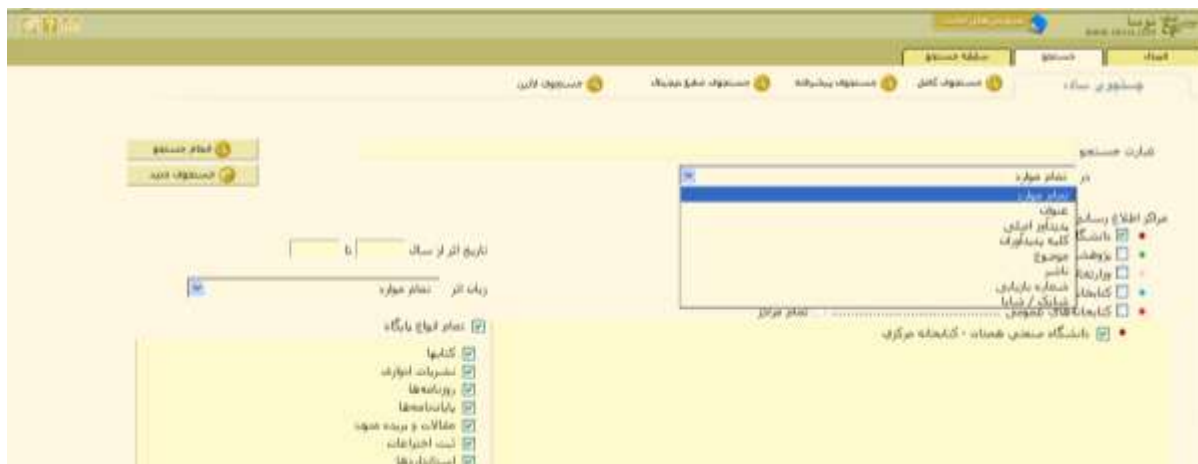 نوسا
سابقه جستجو
جستجو
جستجوی ساده
جستجوی کامل
جستجوی پیشرفته
جستجوی منابع دیجیتال
جستجوی لاتین
عبارت جستجو
انجام جستجو
در تمام موارد
جستجوی جدید
تمام موارد
عنوان
پدیدآور اصلی
کلیه پدیدآوران
موضوع
ناشر
شماره بازیابی
شابک / شاپا
مراکز اطلاع رسانی
کتابخانه‌های عمومی
تمام مراکز
دانشگاه صنعتی همدان - کتابخانه مرکزی
تاریخ اثر از سال تا
زبان اثر تمام موارد
تمام انواع پایگاه
کتابها
نشریات ادواری
روزنامه‌ها
پایان‌نامه‌ها
مقالات و بریده جرون
ثبت اختراعات
استانداردها